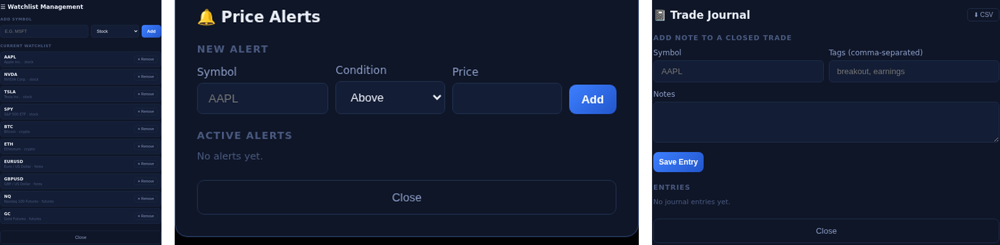 ☰ Watchlist Management
ADD SYMBOL
E.G. MSFT Stock Add
CURRENT WATCHLIST
AAPL
Apple Inc. · stock
✕ Remove
NVDA
NVIDIA Corp. · stock
✕ Remove
TSLA
Tesla Inc. · stock
✕ Remove
SPY
S&P 500 ETF · stock
✕ Remove
BTC
Bitcoin · crypto
✕ Remove
ETH
Ethereum · crypto
✕ Remove
EURUSD
Euro / US Dollar · forex
✕ Remove
GBPUSD
GBP / US Dollar · forex
✕ Remove
NQ
Nasdaq 100 Futures · futures
✕ Remove
GC
Gold Futures · futures
✕ Remove
Close
🔔 Price Alerts
NEW ALERT
Symbol Condition Price
AAPL Above Add
ACTIVE ALERTS
No alerts yet.
Close
📓 Trade Journal ⬇ CSV
ADD NOTE TO A CLOSED TRADE
Symbol Tags (comma-separated)
AAPL breakout, earnings
Notes
Save Entry
ENTRIES
No journal entries yet.
Close